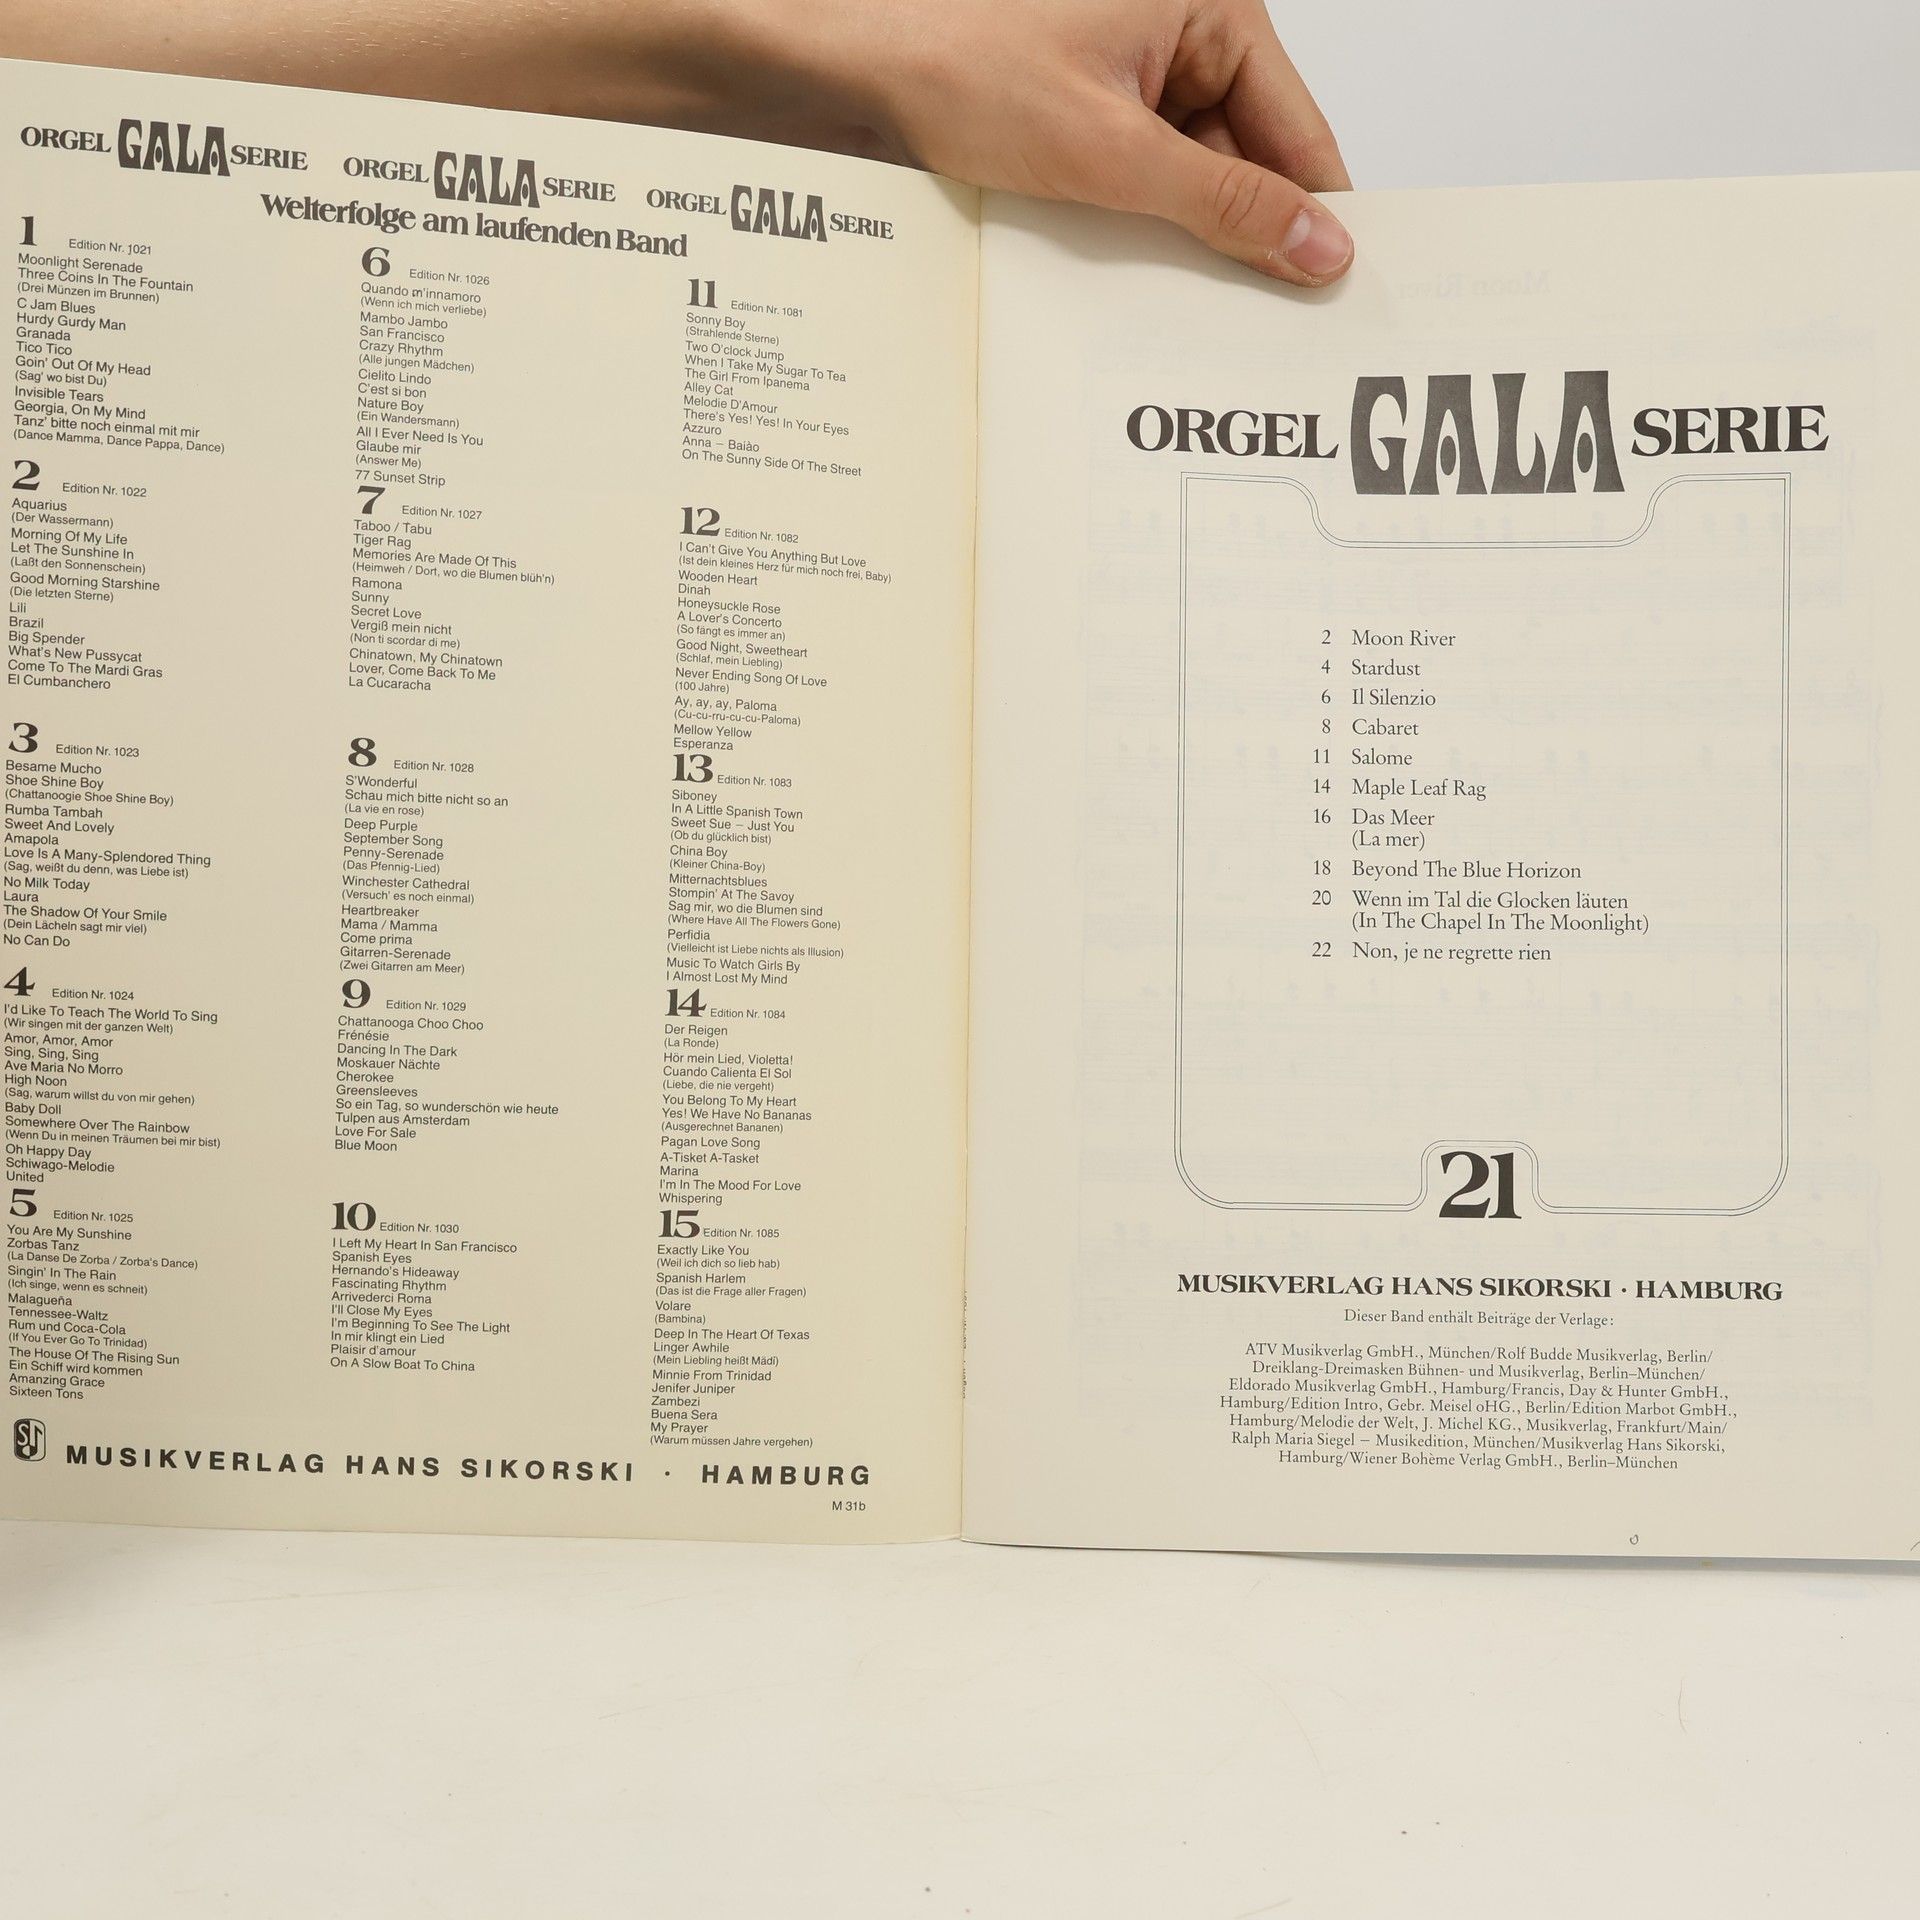 ORGEL GALA SERIE ORGEL GALA SERIE ORGEL GALA SERIE
Welterfolge am laufenden Band
1 Edition Nr. 1021
Moonlight Serenade
Three Coins In The Fountain
(Drei Münzen im Brunnen)
C Jam Blues
Hurdy Gurdy Man
Granada
Tico Tico
Goin' Out Of My Head
(Sag' wo bist Du)
Invisible Tears
Georgia, On My Mind
Tanz' bitte noch einmal mit mir
(Dance Mamma, Dance Pappa, Dance)
2 Edition Nr. 1022
Aquarius
(Der Wassermann)
Morning Of My Life
Let The Sunshine In
(Laßt den Sonnenschein)
Good Morning Starshine
(Die letzten Sterne)
Lili
Brazil
Big Spender
What's New Pussycat
Come To The Mardi Gras
El Cumbanchero
3 Edition Nr. 1023
Besame Mucho
Shoe Shine Boy
(Chattanoogie Shoe Shine Boy)
Rumba Tambah
Sweet And Lovely
Amapola
Love Is A Many-Splendored Thing
(Sag, weißt du denn, was Liebe ist)
No Milk Today
Laura
The Shadow Of Your Smile
(Dein Lächeln sagt mir viel)
No Can Do
4 Edition Nr. 1024
I'd Like To Teach The World To Sing
(Wir singen mit der ganzen Welt)
Amor, Amor, Amor
Sing, Sing, Sing
Ave Maria No Morro
High Noon
(Sag, warum willst du von mir gehen)
Baby Doll
Somewhere Over The Rainbow
(Wenn Du in meinen Träumen bei mir bist)
Oh Happy Day
Schiwago-Melodie
United
5 Edition Nr. 1025
You Are My Sunshine
Zorbas Tanz
(La Danse De Zorba / Zorba's Dance)
Singin' In The Rain
(Ich singe, wenn es schneit)
Malagueña
Tennessee-Waltz
Rum und Coca-Cola
(If You Ever Go To Trinidad)
The House Of The Rising Sun
Ein Schiff wird kommen
Amanzing Grace
Sixteen Tons
6 Edition Nr. 1026
Quando m'innamoro
(Wenn ich mich verliebe)
Mambo Jambo
San Francisco
Crazy Rhythm
(Alle jungen Mädchen)
Cielito Lindo
C'est si bon
Nature Boy
(Ein Wandersmann)
All I Ever Need Is You
Glaube mir
(Answer Me)
77 Sunset Strip
7 Edition Nr. 1027
Taboo / Tabu
Tiger Rag
Memories Are Made Of This
(Heimweh / Dort, wo die Blumen blüh'n)
Ramona
Sunny
Secret Love
Vergiß mein nicht
(Non ti scordar di me)
Chinatown, My Chinatown
Lover, Come Back To Me
La Cucaracha
8 Edition Nr. 1028
S'Wonderful
Schau mich bitte nicht so an
(La vie en rose)
Deep Purple
September Song
Penny-Serenade
(Das Pfennig-Lied)
Winchester Cathedral
(Versuch' es noch einmal)
Heartbreaker
Mama / Mamma
Come prima
Gitarren-Serenade
(Zwei Gitarren am Meer)
9 Edition Nr. 1029
Chattanooga Choo Choo
Frénésie
Dancing In The Dark
Moskauer Nächte
Cherokee
Greensleeves
So ein Tag, so wunderschön wie heute
Tulpen aus Amsterdam
Love For Sale
Blue Moon
10 Edition Nr. 1030
I Left My Heart In San Francisco
Spanish Eyes
Hernando's Hideaway
Fascinating Rhythm
Arrivederci Roma
I'll Close My Eyes
I'm Beginning To See The Light
In mir klingt ein Lied
Plaisir d'amour
On A Slow Boat To China
11 Edition Nr. 1081
Sonny Boy
(Strahlende Sterne)
Two O'clock Jump
When I Take My Sugar To Tea
The Girl From Ipanema
Alley Cat
Melodie D'Amour
There's Yes! Yes! In Your Eyes
Azzuro
Anna – Baiào
On The Sunny Side Of The Street
12 Edition Nr. 1082
I Can't Give You Anything But Love
(Ist dein kleines Herz für mich noch frei, Baby)
Wooden Heart
Dinah
Honeysuckle Rose
A Lover's Concerto
(So fängt es immer an)
Good Night, Sweetheart
(Schlaf, mein Liebling)
Never Ending Song Of Love
(100 Jahre)
Ay, ay, ay, Paloma
(Cu-cu-rru-cu-cu-Paloma)
Mellow Yellow
Esperanza
13 Edition Nr. 1083
Siboney
In A Little Spanish Town
Sweet Sue – Just You
(Ob du glücklich bist)
China Boy
(Kleiner China-Boy)
Mitternachtsblues
Stompin' At The Savoy
Sag mir, wo die Blumen sind
(Where Have All The Flowers Gone)
Perfidia
(Vielleicht ist Liebe nichts als Illusion)
Music To Watch Girls By
I Almost Lost My Mind
14 Edition Nr. 1084
Der Reigen
(La Ronde)
Hör mein Lied, Violetta!
Cuando Calienta El Sol
(Liebe, die nie vergeht)
You Belong To My Heart
Yes! We Have No Bananas
(Ausgerechnet Bananen)
Pagan Love Song
A-Tisket A-Tasket
Marina
I'm In The Mood For Love
Whispering
15 Edition Nr. 1085
Exactly Like You
(Weil ich dich so lieb hab)
Spanish Harlem
(Das ist die Frage aller Fragen)
Volare
(Bambina)
Deep In The Heart Of Texas
Linger Awhile
(Mein Liebling heißt Mädi)
Minnie From Trinidad
Jenifer Juniper
Zambezi
Buena Sera
My Prayer
(Warum müssen Jahre vergehen)
MUSIKVERLAG HANS SIKORSKI · HAMBURG
M 31b
ORGEL GALA SERIE
2 Moon River
4 Stardust
6 Il Silenzio
8 Cabaret
11 Salome
14 Maple Leaf Rag
16 Das Meer
(La mer)
18 Beyond The Blue Horizon
20 Wenn im Tal die Glocken läuten
(In The Chapel In The Moonlight)
22 Non, je ne regrette rien
21
MUSIKVERLAG HANS SIKORSKI · HAMBURG
Dieser Band enthält Beiträge der Verlage:
ATV Musikverlag GmbH., München/Rolf Budde Musikverlag, Berlin/
Dreiklang-Dreimasken Bühnen- und Musikverlag, Berlin–München/
Eldorado Musikverlag GmbH., Hamburg/Francis, Day & Hunter GmbH.,
Hamburg/Edition Intro, Gebr. Meisel oHG., Berlin/Edition Marbot GmbH.,
Hamburg/Melodie der Welt, J. Michel KG., Musikverlag, Frankfurt/Main/
Ralph Maria Siegel – Musikedition, München/Musikverlag Hans Sikorski,
Hamburg/Wiener Bohème Verlag GmbH., Berlin–München